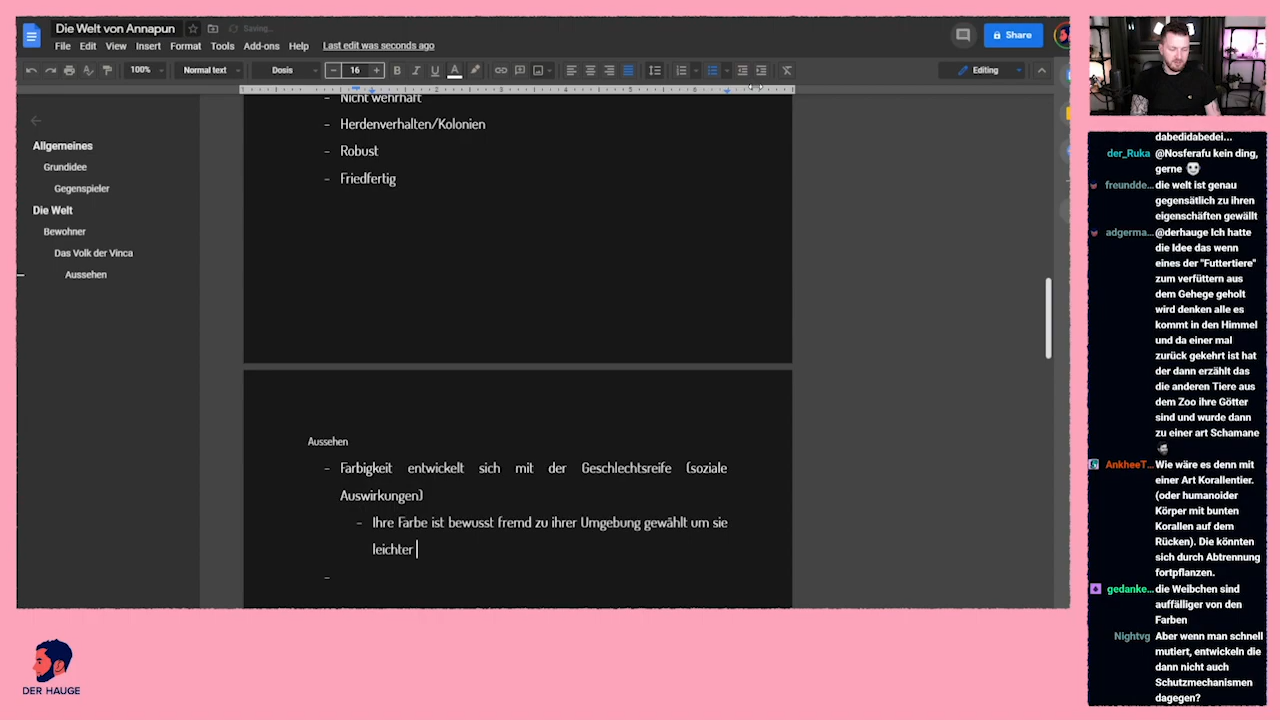 Die Welt von Annapun
Saving...
File Edit View Insert Format Tools Add-ons Help Last edit was seconds ago
Share
100% Normal text Dosis 16 B I U A Editing
1 2 3 4 5 6
Allgemeines
Grundidee
Gegenspieler
Die Welt
Bewohner
Das Volk der Vinca
Aussehen
- Nicht wehrhaft
- Herdenverhalten/Kolonien
- Robust
- Friedfertig
Aussehen
- Farbigkeit entwickelt sich mit der Geschlechtsreife (soziale
Auswirkungen)
- Ihre Farbe ist bewusst fremd zu ihrer Umgebung gewählt um sie
leichter
-
dabedidabedei...
der_Ruka @Nosferafu kein ding,
gerne
freundde... die welt ist genau
gegensätlich zu ihren
eigenschäften gewällt
adgerma... @derhauge Ich hatte
die Idee das wenn
eines der "Futtertiere"
zum verfüttern aus
dem Gehege geholt
wird denken alle es
kommt in den Himmel
und da einer mal
zurück gekehrt ist hat
der dann erzählt das
die anderen Tiere aus
dem Zoo ihre Götter
sind und wurde dann
zu einer art Schamane
AnkheeT... Wie wäre es denn mit
einer Art Korallentier.
(oder humanoider
Körper mit bunten
Korallen auf dem
Rücken). Die könnten
sich durch Abtrennung
fortpflanzen.
gedanke... die Weibchen sind
auffälliger von den
Farben
Nightvg Aber wenn man schnell
mutiert, entwickeln die
dann nicht auch
Schutzmechanismen
dagegen?
DER HAUGE